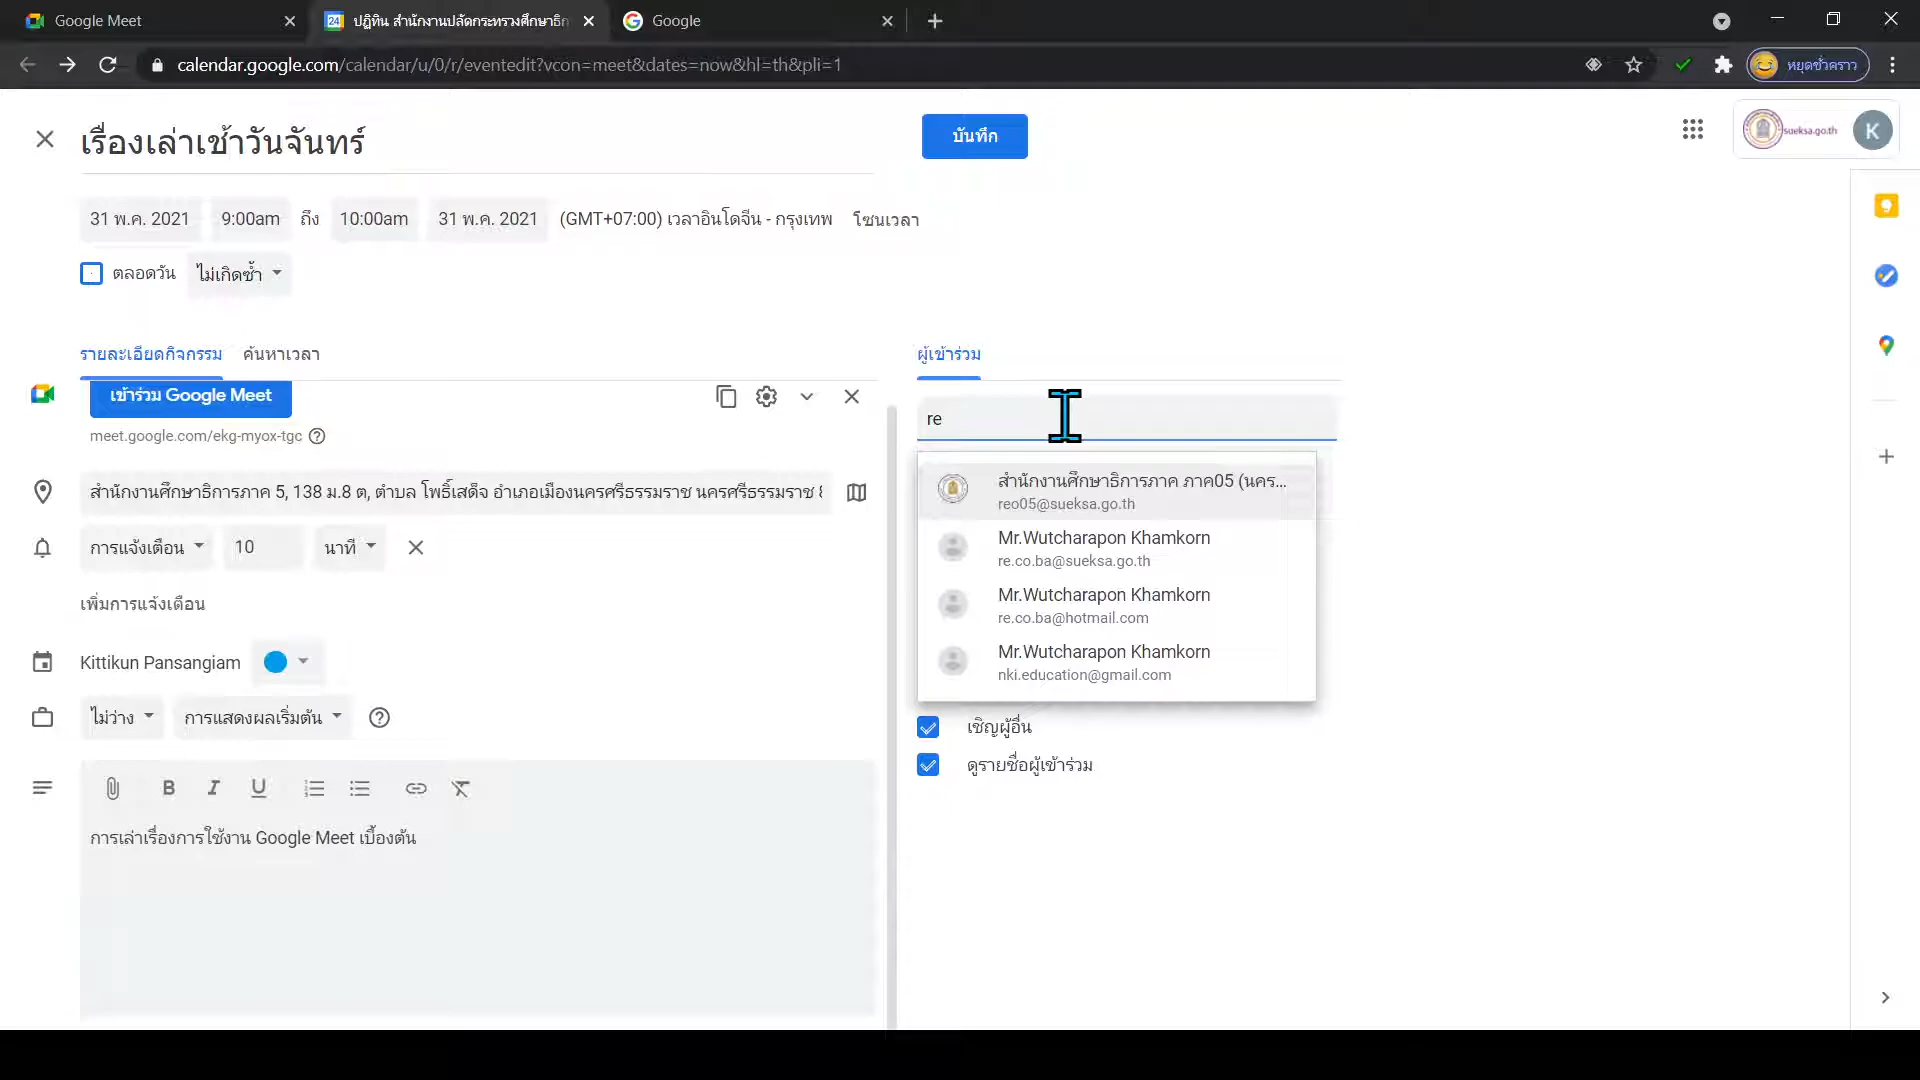 Google Meet
ปฏิทิน สำนักงานปลัดกระทรวงศึกษาธิก
Google
calendar.google.com/calendar/u/0/r/eventedit?vcon=meet&dates=now&hl=th&pli=1
หยุดชั่วคราว
เรื่องเล่าเช้าวันจันทร์
บันทึก
sueksa.go.th
K
31 พ.ค. 2021 9:00am ถึง 10:00am 31 พ.ค. 2021 (GMT+07:00) เวลาอินโดจีน - กรุงเทพ โซนเวลา
ตลอดวัน ไม่เกิดซ้ำ
รายละเอียดกิจกรรม ค้นหาเวลา
เข้าร่วม Google Meet
meet.google.com/ekg-myox-tgc
สำนักงานศึกษาธิการภาค 5, 138 ม.8 ต, ตำบล โพธิ์เสด็จ อำเภอเมืองนครศรีธรรมราช นครศรีธรรมราช 8
การแจ้งเตือน 10 นาที
เพิ่มการแจ้งเตือน
Kittikun Pansangiam
ไม่ว่าง การแสดงผลเริ่มต้น
B I U
การเล่าเรื่องการใช้งาน Google Meet เบื้องต้น
ผู้เข้าร่วม
re
สำนักงานศึกษาธิการภาค ภาค05 (นคร...
reo05@sueksa.go.th
Mr.Wutcharapon Khamkorn
re.co.ba@sueksa.go.th
Mr.Wutcharapon Khamkorn
re.co.ba@hotmail.com
Mr.Wutcharapon Khamkorn
nki.education@gmail.com
เชิญผู้อื่น
ดูรายชื่อผู้เข้าร่วม